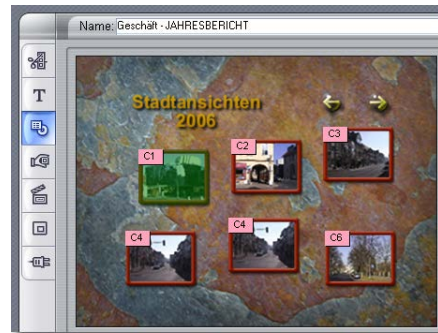 Name: Geschäft - JAHRESBERICHT
T
Stadtansichten
2006
C1
C2
C3
C4
C4
C6